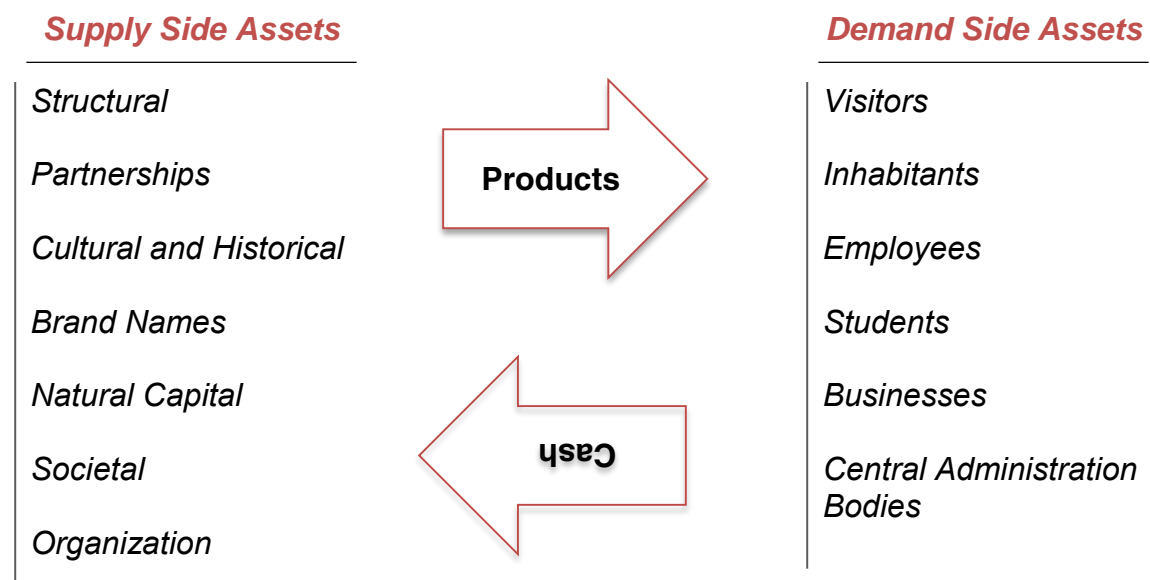 Supply Side Assets
Structural
Partnerships
Cultural and Historical
Brand Names
Natural Capital
Societal
Organization
Products
Cash
Demand Side Assets
Visitors
Inhabitants
Employees
Students
Businesses
Central Administration
Bodies